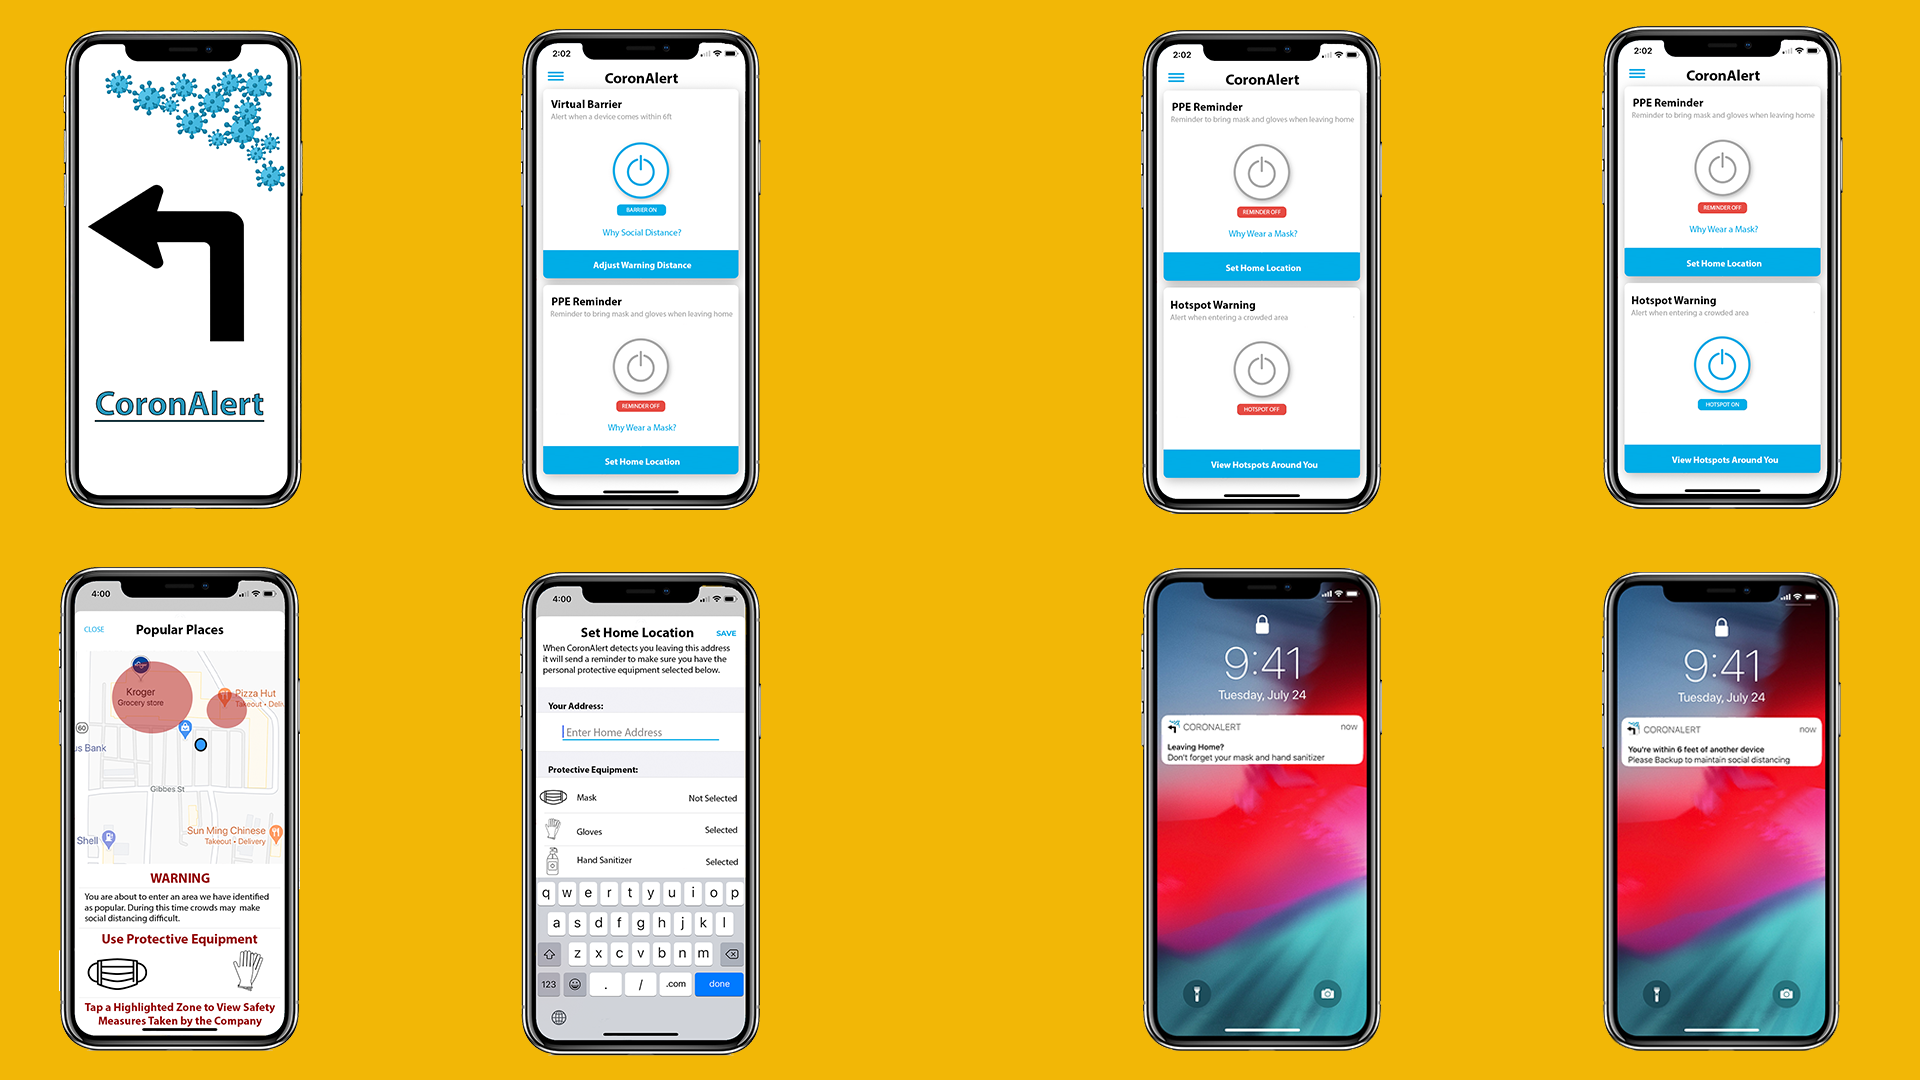 CoronAlert
2:02
CoronAlert
Virtual Barrier
Alert when a device comes within 6ft
BARRIER ON
Why Social Distance?
Adjust Warning Distance
PPE Reminder
Reminder to bring mask and gloves when leaving home
REMINDER OFF
Why Wear a Mask?
Set Home Location
2:02
CoronAlert
PPE Reminder
Reminder to bring mask and gloves when leaving home
REMINDER OFF
Why Wear a Mask?
Set Home Location
Hotspot Warning
Alert when entering a crowded area
HOTSPOT OFF
View Hotspots Around You
2:02
CoronAlert
PPE Reminder
Reminder to bring mask and gloves when leaving home
REMINDER OFF
Why Wear a Mask?
Set Home Location
Hotspot Warning
Alert when entering a crowded area
HOTSPOT ON
View Hotspots Around You
4:00
CLOSE
Popular Places
Kroger
Grocery store
Pizza Hut
Takeout • Deli
60
us Bank
Gibbes St
Shell
Sun Ming Chinese
Takeout • Delivery
WARNING
You are about to enter an area we have identified
as popular. During this time crowds may make
social distancing difficult.
Use Protective Equipment
Tap a Highlighted Zone to View Safety
Measures Taken by the Company
4:00
Set Home Location
SAVE
When CoronAlert detects you leaving this address
it will send a reminder to make sure you have the
personal protective equipment selected below.
Your Address:
Enter Home Address
Protective Equipment:
Mask Not Selected
Gloves Selected
Hand Sanitizer Selected
q w e r t y u i o p
a s d f g h j k l
z x c v b n m
123 . / .com done
9:41
Tuesday, July 24
CORONALERT now
Leaving Home?
Don't forget your mask and hand sanitizer
9:41
Tuesday, July 24
CORONALERT now
You're within 6 feet of another device
Please Backup to maintain social distancing